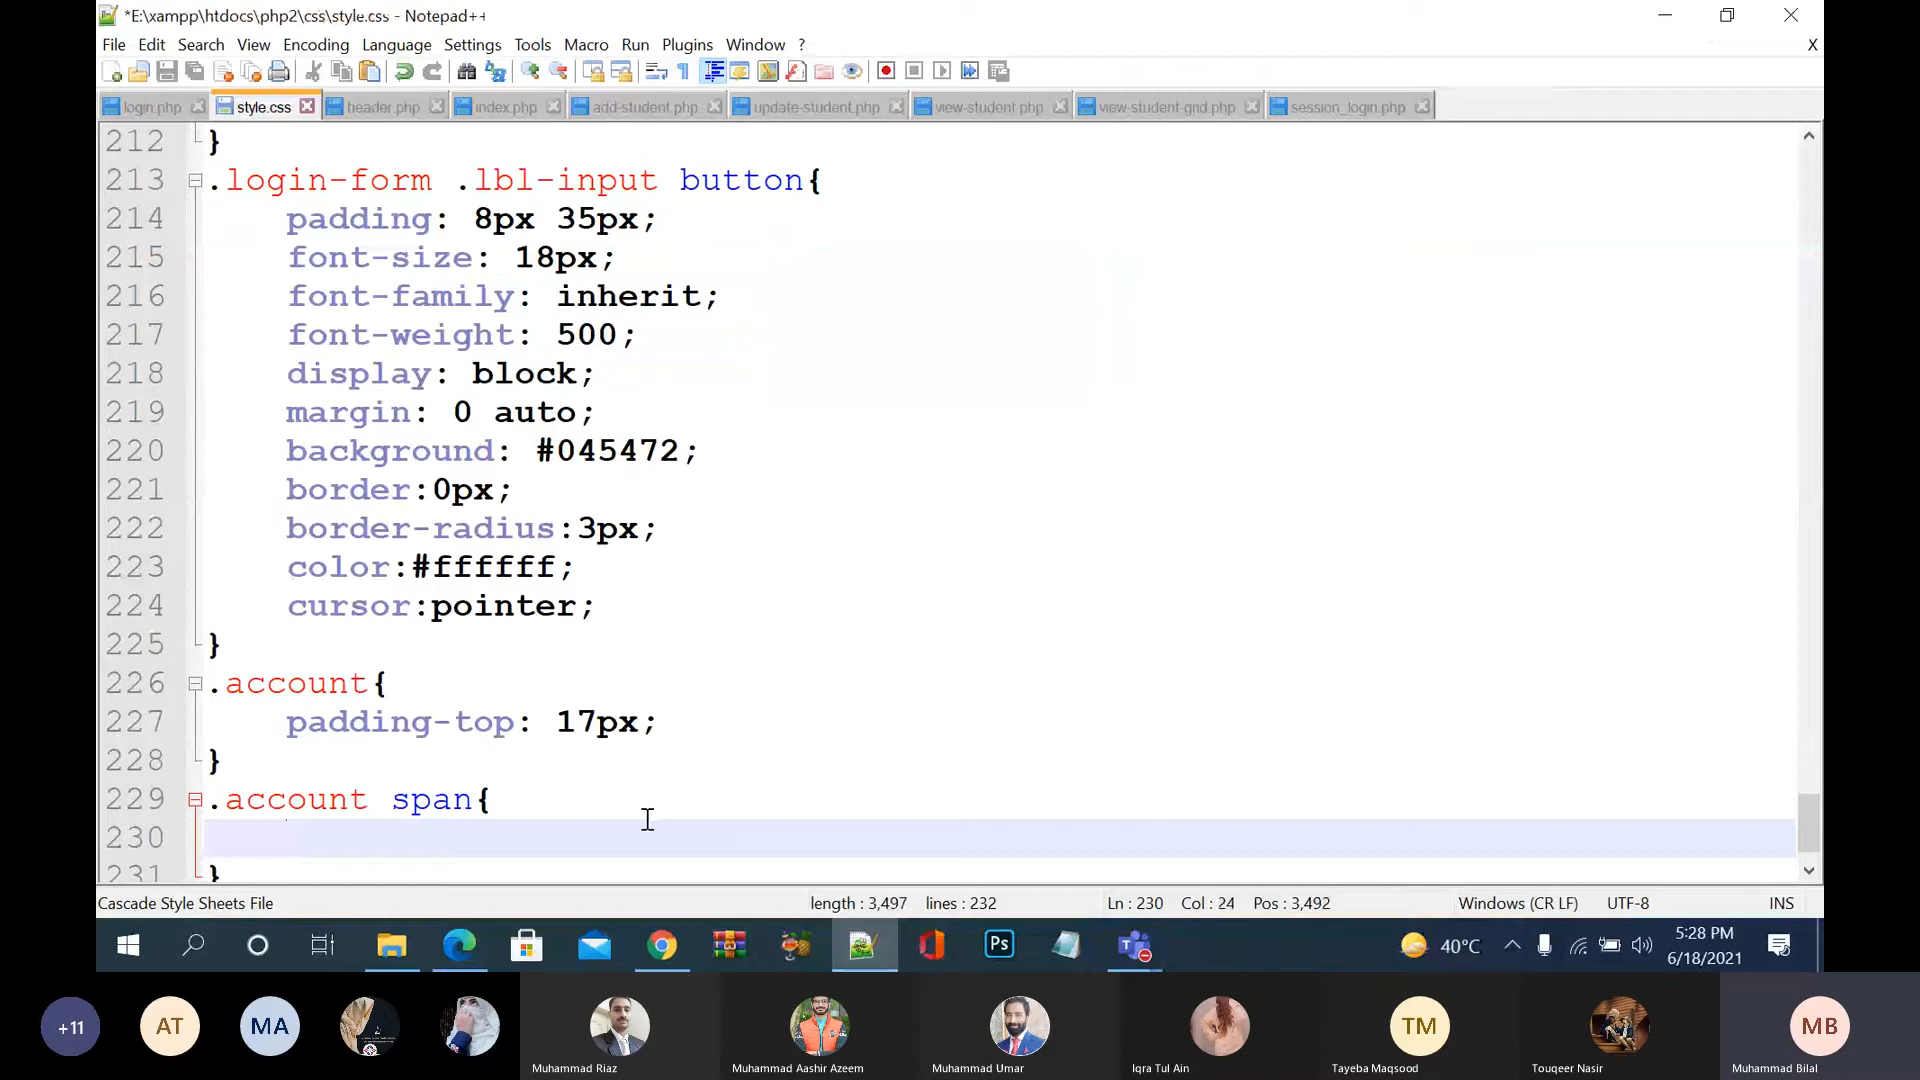 *E:\xampp\htdocs\php2\css\style.css - Notepad++
File Edit Search View Encoding Language Settings Tools Macro Run Plugins Window ? X
login.php style.css header.php index.php add-student.php update-student.php view-student.php view-student-grid.php session_login.php
212 }
213 .login-form .lbl-input button{
214 padding: 8px 35px;
215 font-size: 18px;
216 font-family: inherit;
217 font-weight: 500;
218 display: block;
219 margin: 0 auto;
220 background: #045472;
221 border:0px;
222 border-radius:3px;
223 color:#ffffff;
224 cursor:pointer;
225 }
226 .account{
227 padding-top: 17px;
228 }
229 .account span{
230
231 }
Cascade Style Sheets File length : 3,497 lines : 232 Ln : 230 Col : 24 Pos : 3,492 Windows (CR LF) UTF-8 INS
Ps 40°C 5:28 PM
6/18/2021
+11 AT MA TM MB
Muhammad Riaz Muhammad Aashir Azeem Muhammad Umar Iqra Tul Ain Tayeba Maqsood Touqeer Nasir Muhammad Bilal